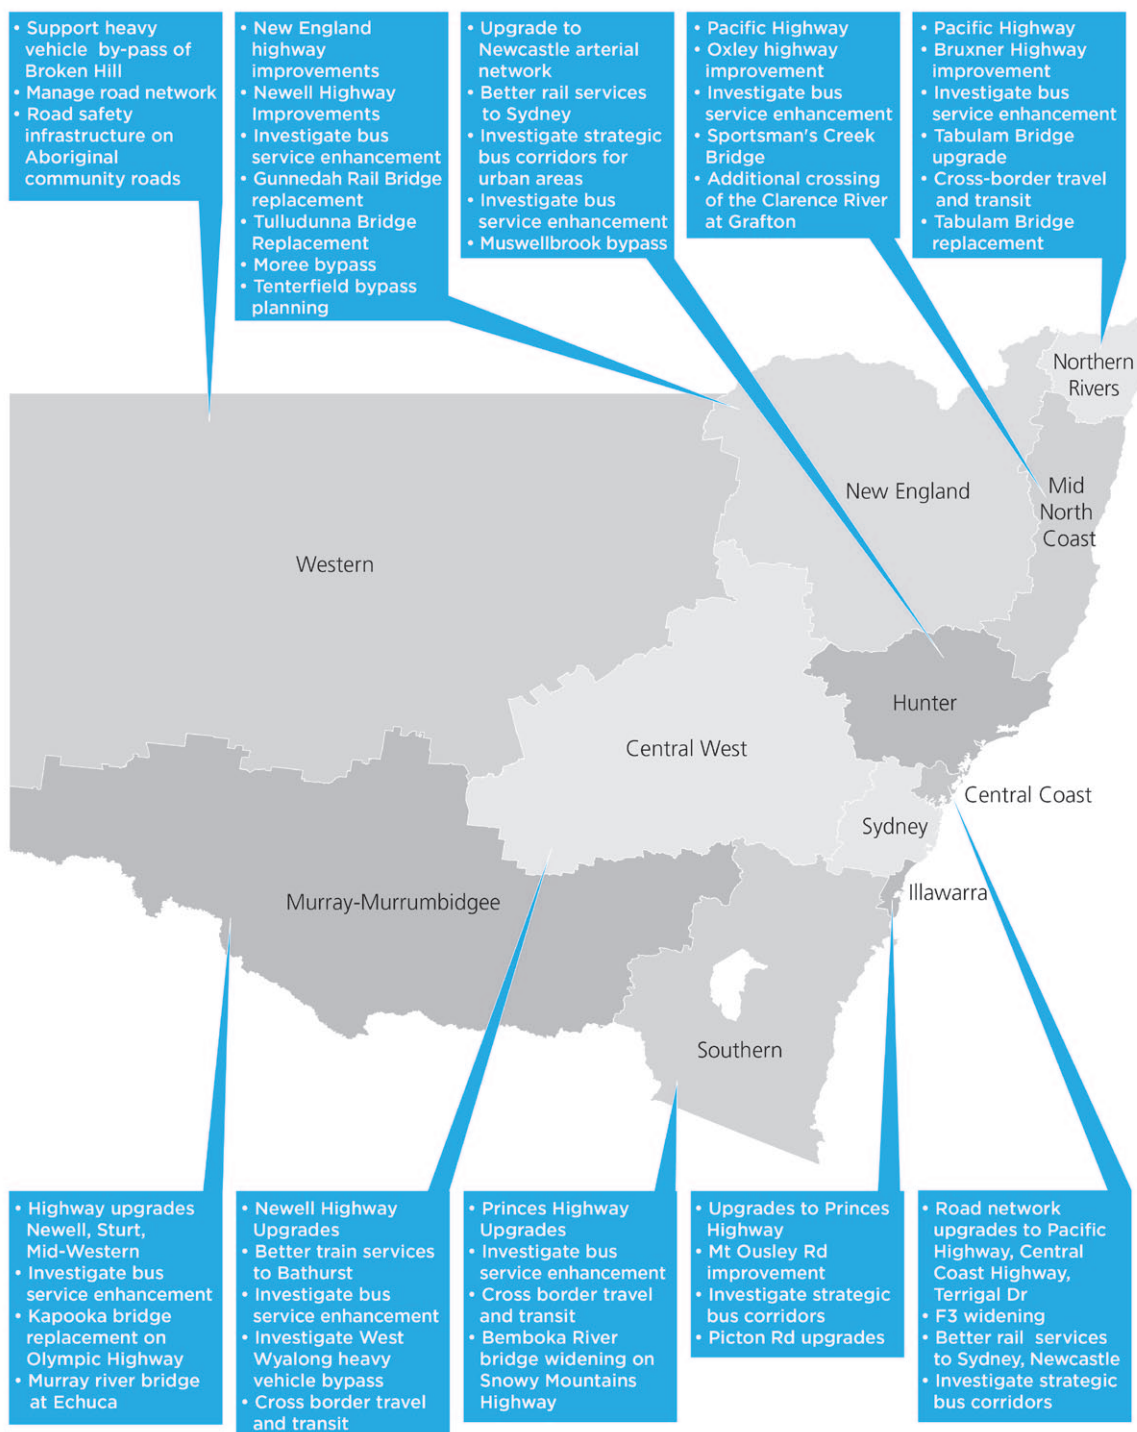 • Support heavy
vehicle by-pass of
Broken Hill
• Manage road network
• Road safety
infrastructure on
Aboriginal
community roads
• New England
highway
improvements
• Newell Highway
Improvements
• Investigate bus
service enhancement
• Gunnedah Rail Bridge
replacement
• Tulludunna Bridge
Replacement
• Moree bypass
• Tenterfield bypass
planning
• Upgrade to
Newcastle arterial
network
• Better rail services
to Sydney
• Investigate strategic
bus corridors for
urban areas
• Investigate bus
service enhancement
• Muswellbrook bypass
• Pacific Highway
• Oxley highway
improvement
• Investigate bus
service enhancement
• Sportsman's Creek
Bridge
• Additional crossing
of the Clarence River
at Grafton
• Pacific Highway
• Bruxner Highway
improvement
• Investigate bus
service enhancement
• Tabulam Bridge
upgrade
• Cross-border travel
and transit
• Tabulam Bridge
replacement
Northern
Rivers
New England
Mid
North
Coast
Western
Hunter
Central West
Central Coast
Sydney
Illawarra
Murray-Murrumbidgee
Southern
• Highway upgrades
Newell, Sturt,
Mid-Western
• Investigate bus
service enhancement
• Kapooka bridge
replacement on
Olympic Highway
• Murray river bridge
at Echuca
• Newell Highway
Upgrades
• Better train services
to Bathurst
• Investigate bus
service enhancement
• Investigate West
Wyalong heavy
vehicle bypass
• Cross border travel
and transit
• Princes Highway
Upgrades
• Investigate bus
service enhancement
• Cross border travel
and transit
• Bemboka River
bridge widening on
Snowy Mountains
Highway
• Upgrades to Princes
Highway
• Mt Ousley Rd
improvement
• Investigate strategic
bus corridors
• Picton Rd upgrades
• Road network
upgrades to Pacific
Highway, Central
Coast Highway,
Terrigal Dr
• F3 widening
• Better rail services
to Sydney, Newcastle
• Investigate strategic
bus corridors